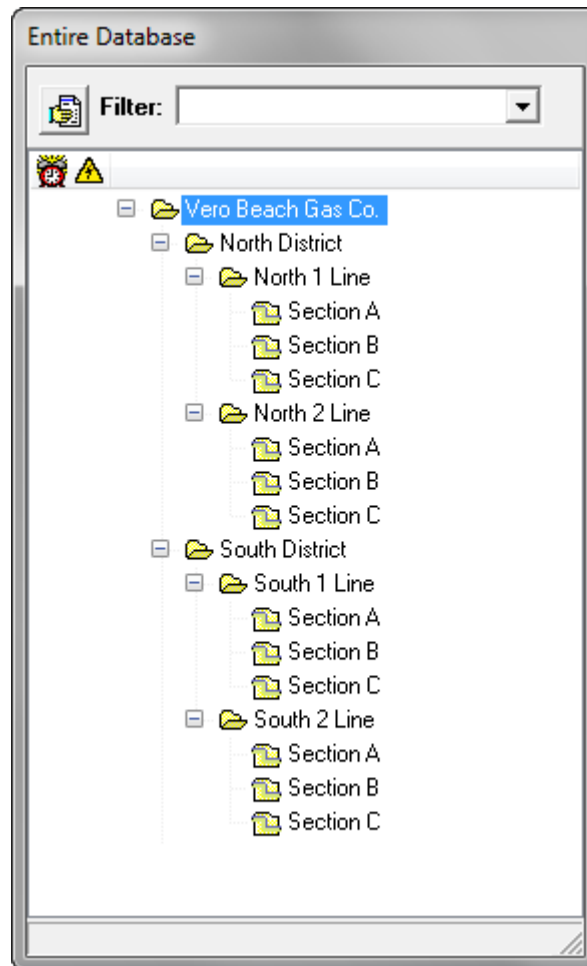 Entire Database
Filter:
Vero Beach Gas Co.
North District
North 1 Line
Section A
Section B
Section C
North 2 Line
Section A
Section B
Section C
South District
South 1 Line
Section A
Section B
Section C
South 2 Line
Section A
Section B
Section C